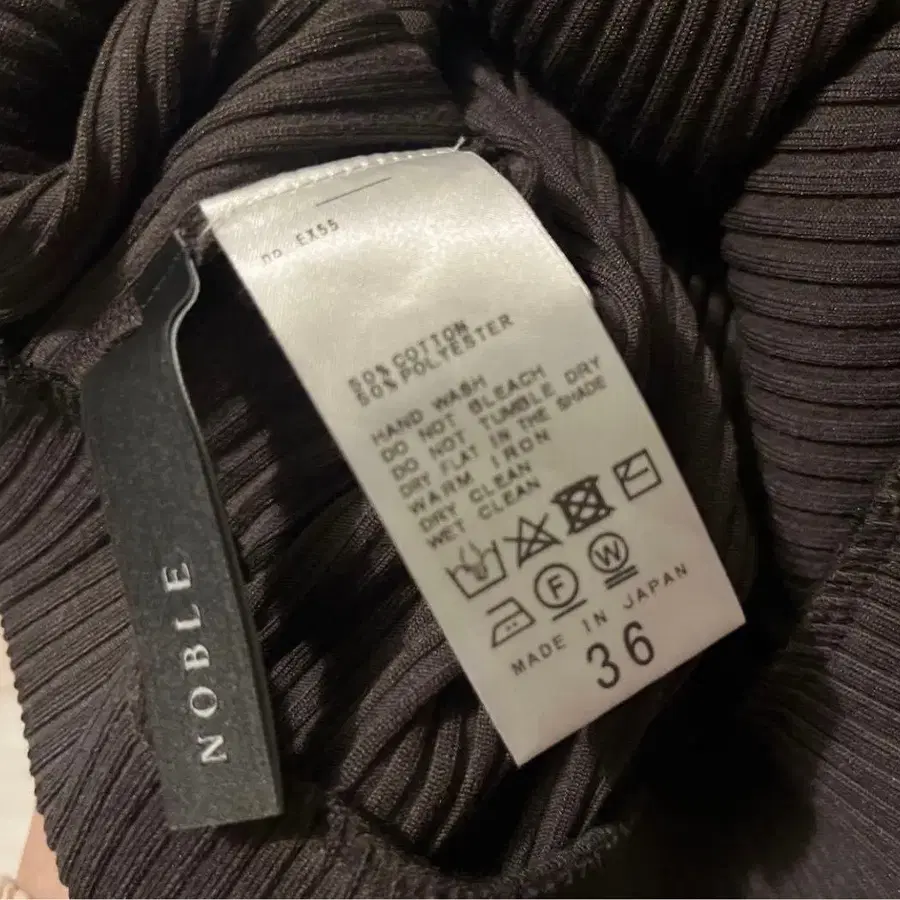 no. EX55
50% COTTON
50% POLYESTER
HAND WASH
DO NOT BLEACH
DO NOT TUMBLE DRY
DRY FLAT IN THE SHADE
WARM IRON
DRY CLEAN
WET CLEAN
F
W
MADE IN JAPAN
36
NOBLE